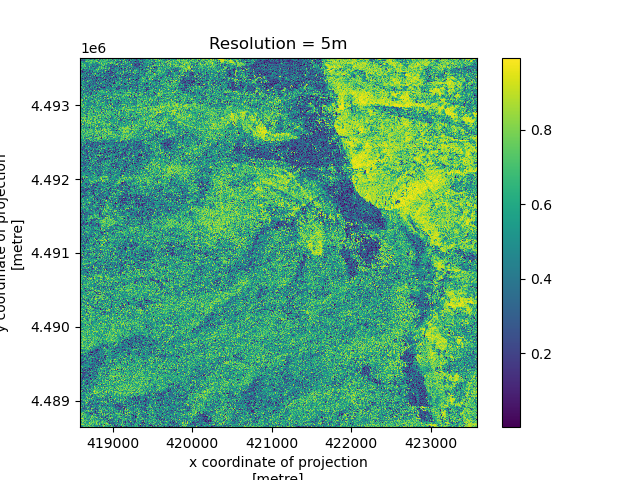 Resolution = 5m
1e6
4.493
4.492
4.491
4.490
4.489
y coordinate of projection
[metre]
419000 420000 421000 422000 423000
x coordinate of projection
[metre]
0.8
0.6
0.4
0.2